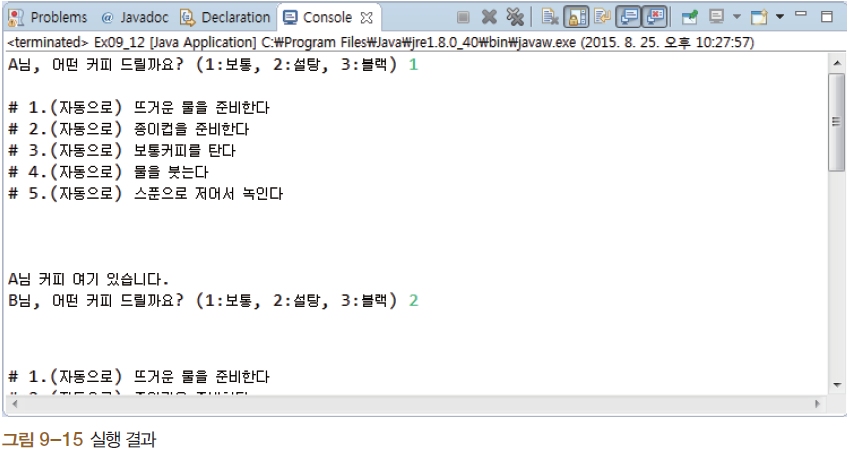 Problems @ Javadoc Declaration Console
<terminated> Ex09_12 [Java Application] C:₩Program Files₩Java₩jre1.8.0_40₩bin₩javaw.exe (2015. 8. 25. 오후 10:27:57)
A님, 어떤 커피 드릴까요? (1:보통, 2:설탕, 3:블랙) 1
# 1.(자동으로) 뜨거운 물을 준비한다
# 2.(자동으로) 종이컵을 준비한다
# 3.(자동으로) 보통커피를 탄다
# 4.(자동으로) 물을 붓는다
# 5.(자동으로) 스푼으로 저어서 녹인다
A님 커피 여기 있습니다.
B님, 어떤 커피 드릴까요? (1:보통, 2:설탕, 3:블랙) 2
# 1.(자동으로) 뜨거운 물을 준비한다
그림 9-15 실행 결과